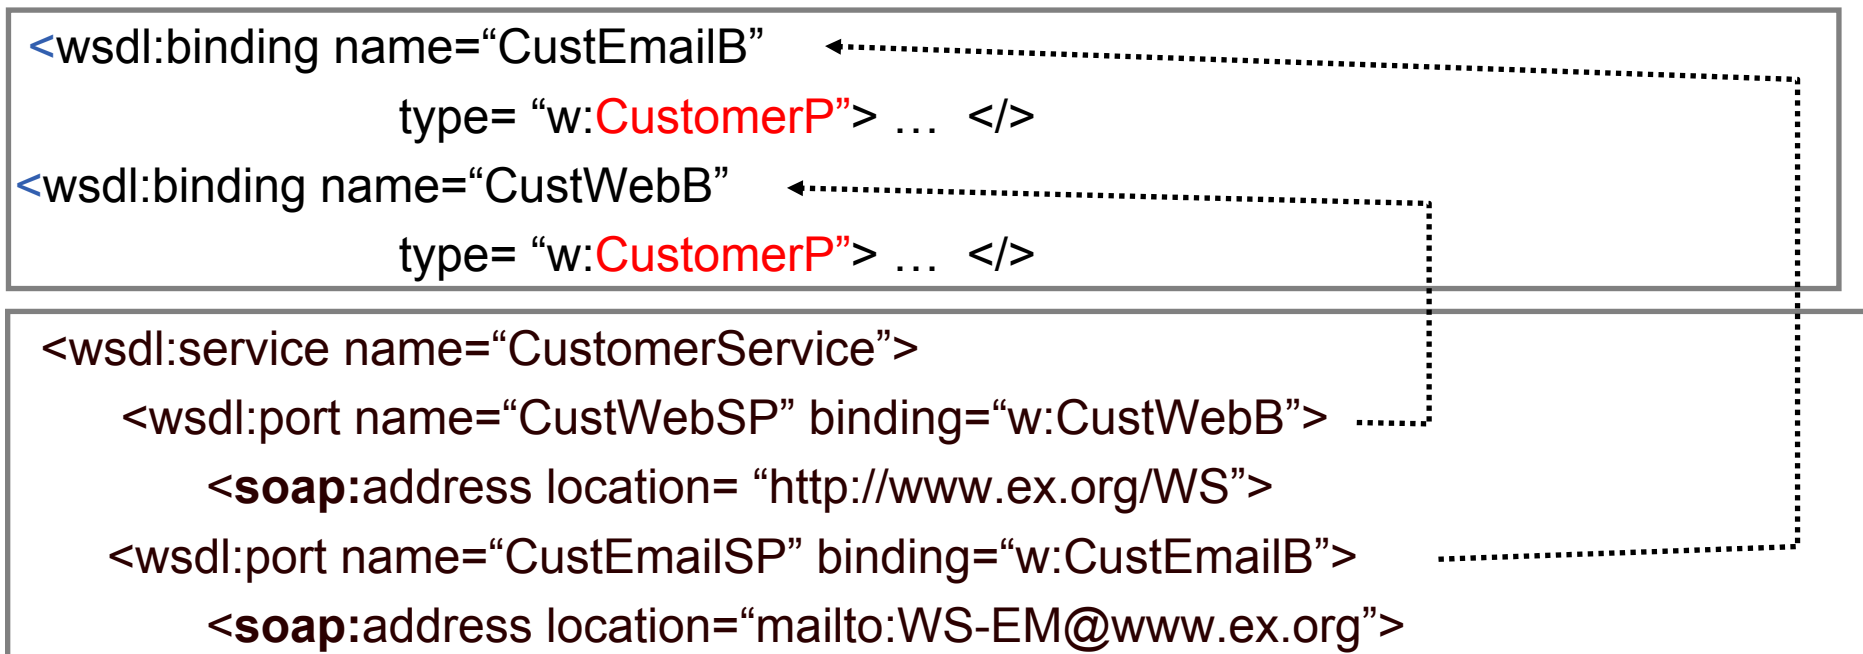 <wsdl:binding name=“CustEmailB”
type= “w:CustomerP”> … </>
<wsdl:binding name=“CustWebB”
type= “w:CustomerP”> … </>
<wsdl:service name=“CustomerService”>
<wsdl:port name=“CustWebSP” binding=“w:CustWebB”>
<soap:address location= “http://www.ex.org/WS”>
<wsdl:port name=“CustEmailSP” binding=“w:CustEmailB”>
<soap:address location=“mailto:WS-EM@www.ex.org”>